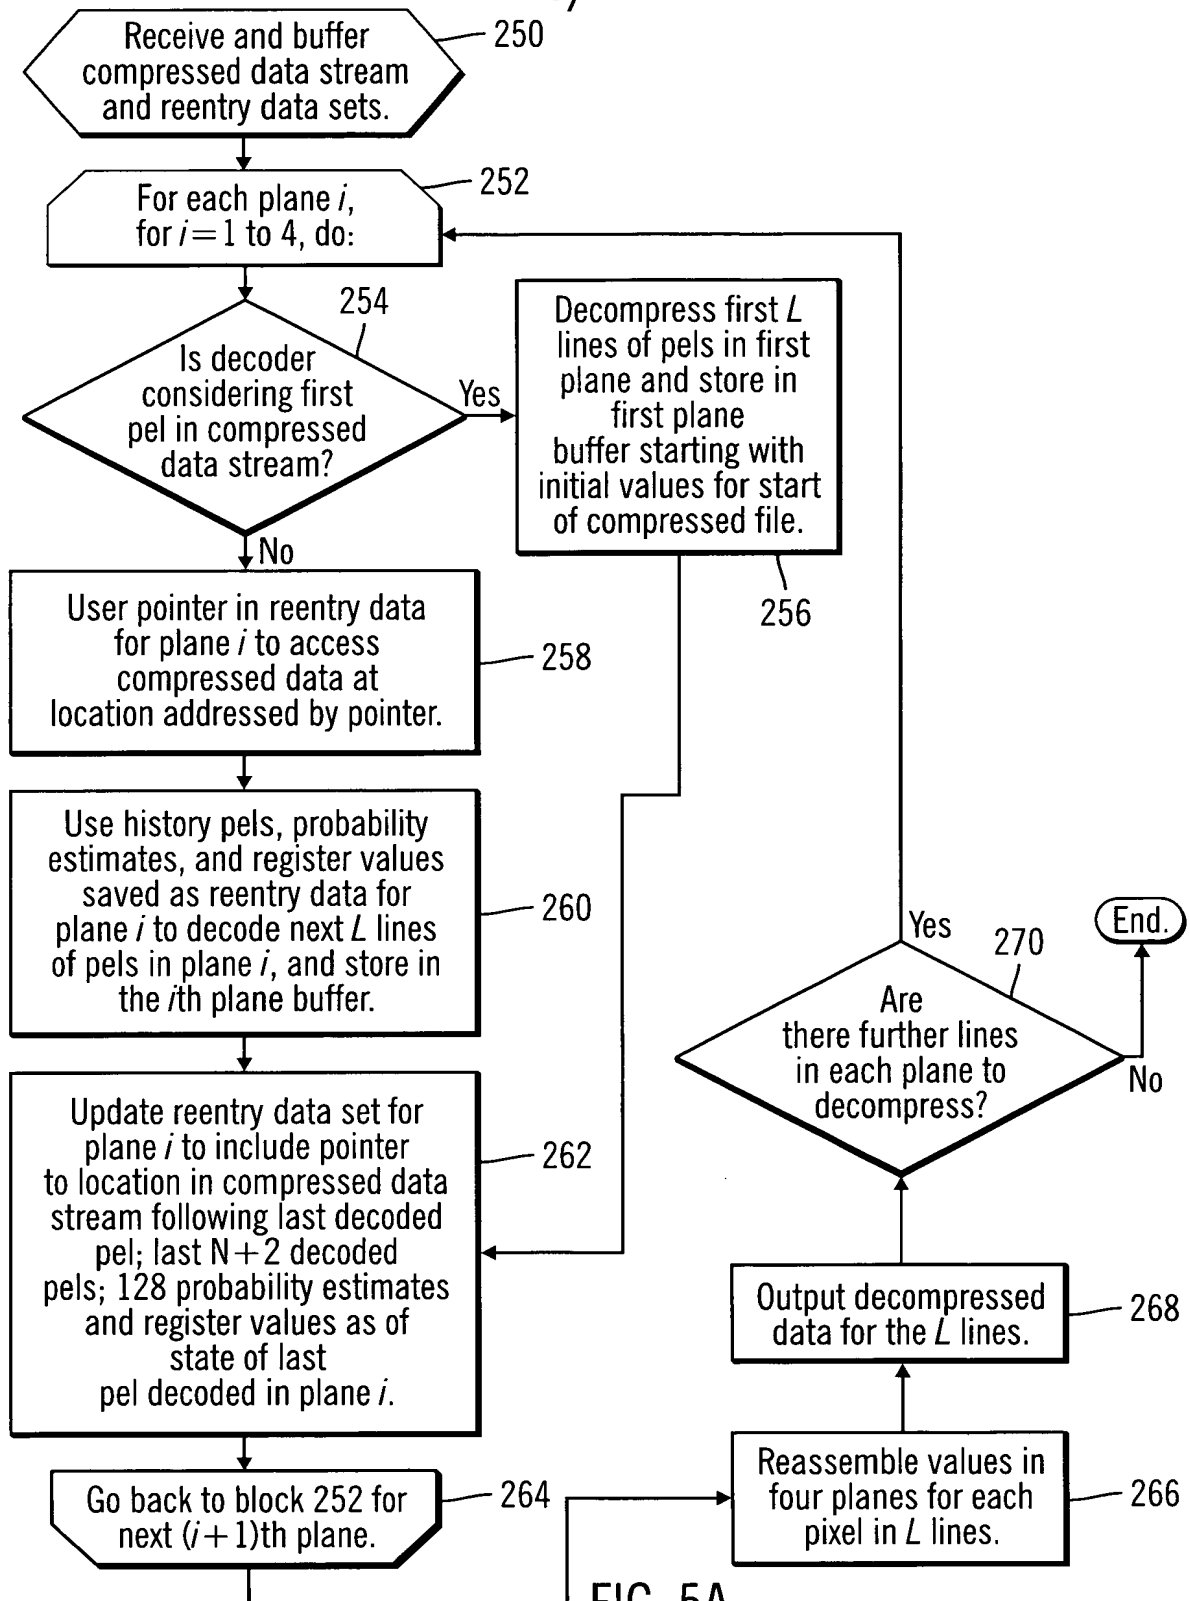 Receive and buffer
compressed data stream
and reentry data sets.
250
For each plane i,
for i=1 to 4, do:
252
Is decoder
considering first
pel in compressed
data stream?
254
Yes
No
Decompress first L
lines of pels in first
plane and store in
first plane
buffer starting with
initial values for start
of compressed file.
256
User pointer in reentry data
for plane i to access
compressed data at
location addressed by pointer.
258
Use history pels, probability
estimates, and register values
saved as reentry data for
plane i to decode next L lines
of pels in plane i, and store in
the ith plane buffer.
260
Update reentry data set for
plane i to include pointer
to location in compressed data
stream following last decoded
pel; last N+2 decoded
pels; 128 probability estimates
and register values as of
state of last
pel decoded in plane i.
262
Go back to block 252 for
next (i+1)th plane.
264
Reassemble values in
four planes for each
pixel in L lines.
266
Output decompressed
data for the L lines.
268
Are
there further lines
in each plane to
decompress?
270
Yes
No
End.
FIG. 5A